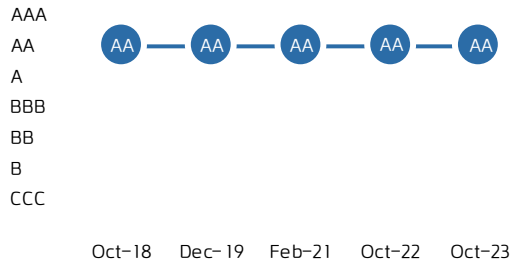 AAA
AA AA AA AA AA AA
A
BBB
BB
B
CCC
Oct–18 Dec–19 Feb–21 Oct–22 Oct–23